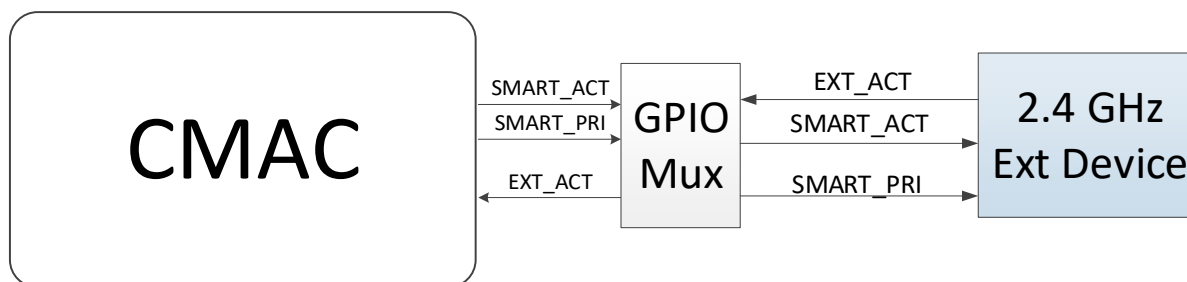 CMAC
SMART_ACT
SMART_PRI
EXT_ACT
GPIO
Mux
EXT_ACT
SMART_ACT
SMART_PRI
2.4 GHz
Ext Device